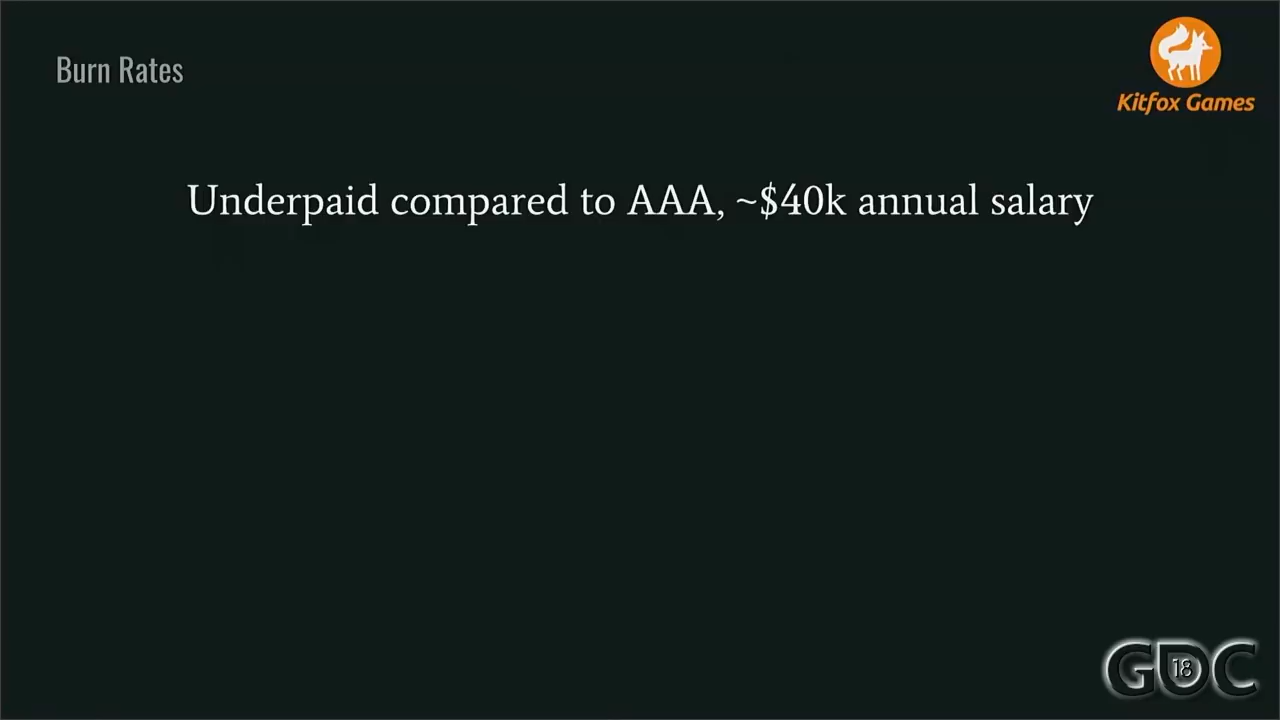 Burn Rates
Kitfox Games
Underpaid compared to AAA, ~$40k annual salary
GDC
18